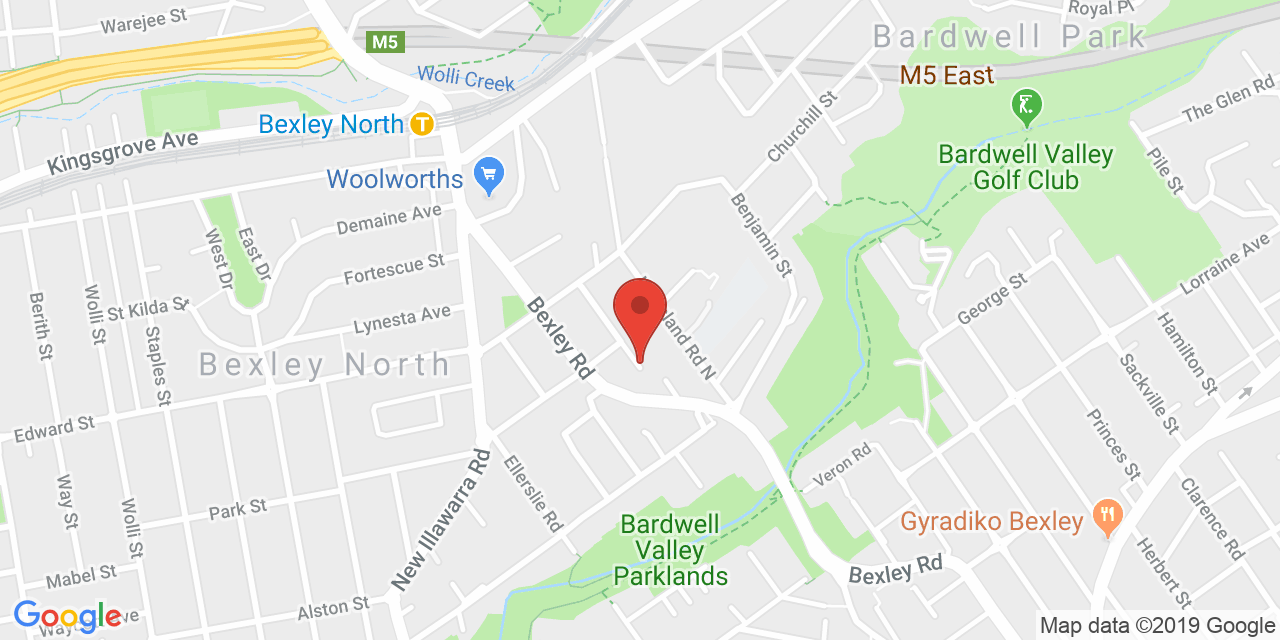 Warejee St
Royal Pl
Bardwell Park
M5
M5 East
Wolli Creek
The Glen Rd
Churchill St
Bexley North
Kingsgrove Ave
Bardwell Valley
Golf Club
Pile St
Woolworths
Demaine Ave
Benjamin St
West Dr
East Dr
Lorraine Ave
Fortescue St
George St
Berith St
Wolli St
St Kilda St
Staples St
Lynesta Ave
Bexley Rd
land Rd N
Hamilton St
Bexley North
Sackville St
Edward St
Princes St
New Illawarra Rd
Ellerslie Rd
Veron Rd
Way St
Wolli St
Park St
Clarence Rd
Bardwell
Valley
Parklands
Gyradiko Bexley
Herbert St
Bexley Rd
Mabel St
Alston St
Google
Map data ©2019 Google